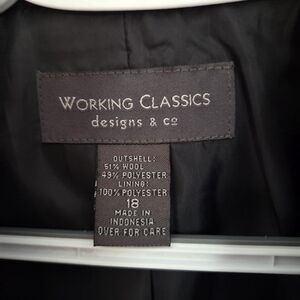 WORKING CLASSICS
designs & co
OUTSHELL:
51% WOOL
49% POLYESTER
LINING:
100% POLYESTER
18
MADE IN
INDONESIA
OVER FOR CARE